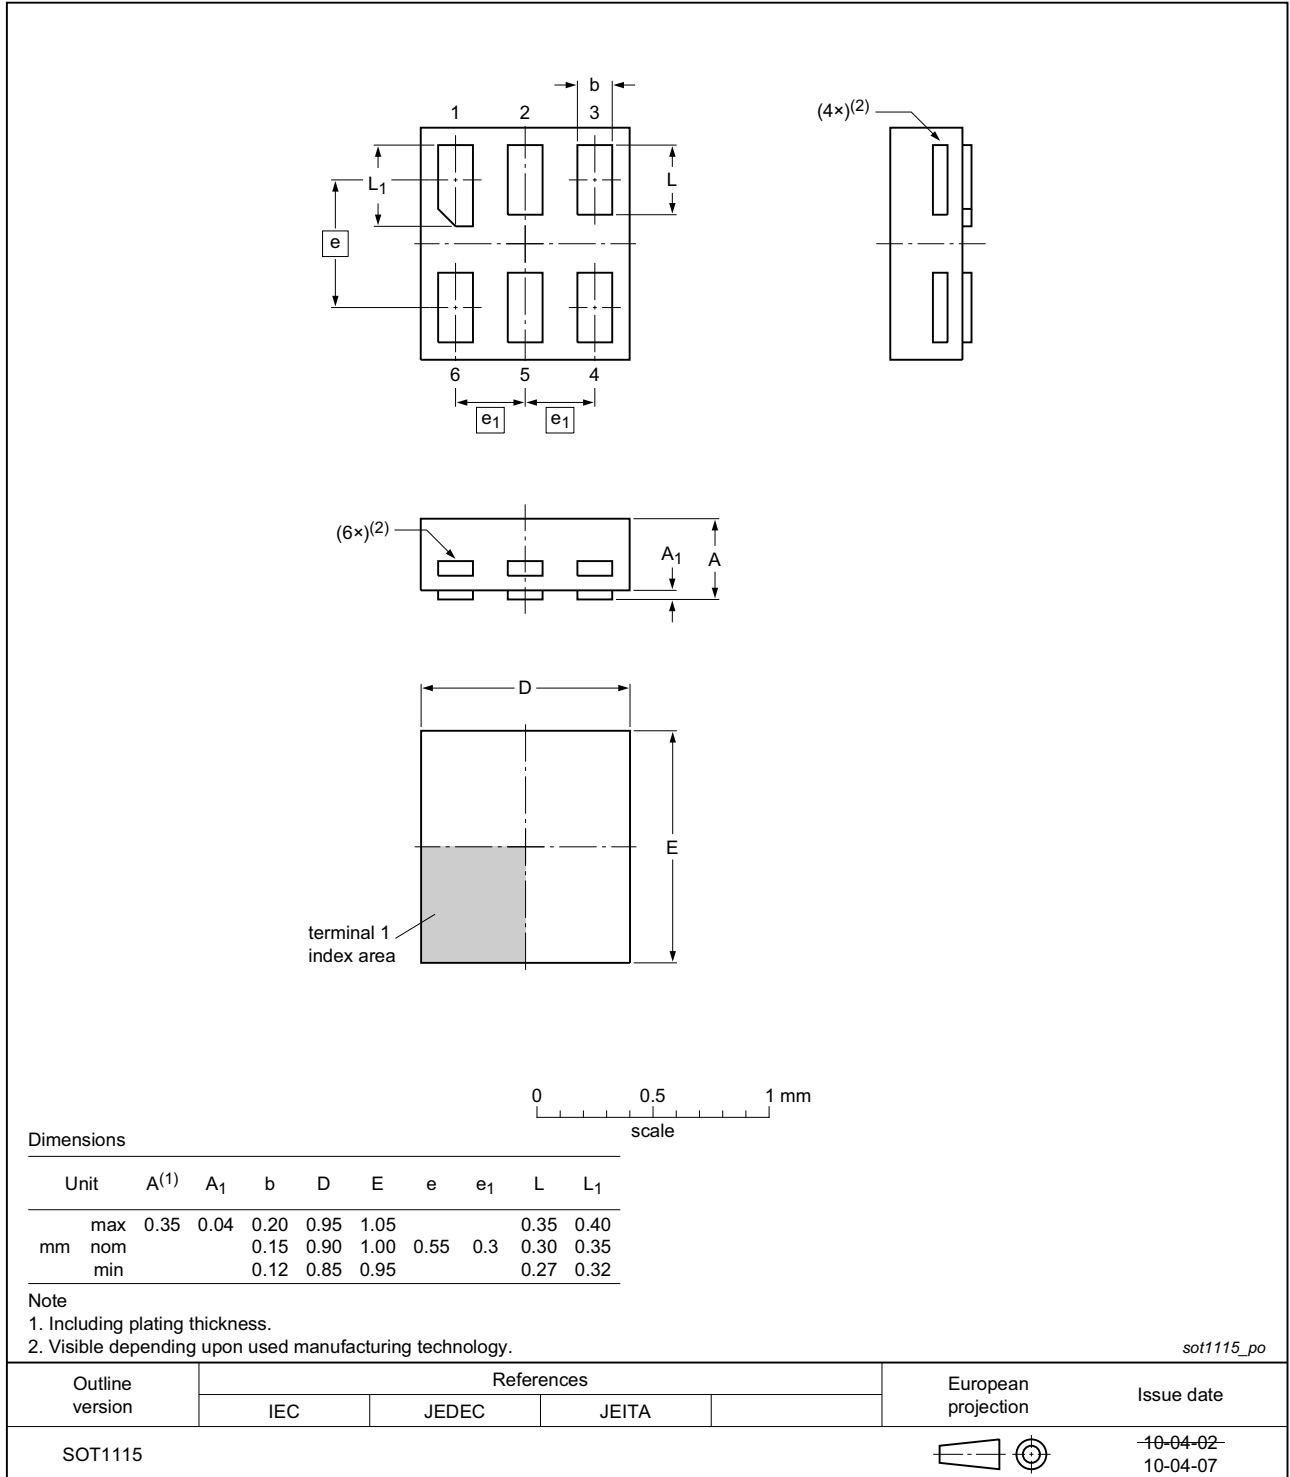 b
1 2 3
(4×)(2)
L1
L
e
6 5 4
e1 e1
(6×)(2)
A1 A
D
E
terminal 1
index area
0 0.5 1 mm
scale
Dimensions
Unit A(1) A1 b D E e e1 L L1
max 0.35 0.04 0.20 0.95 1.05 0.35 0.40
mm nom 0.15 0.90 1.00 0.55 0.3 0.30 0.35
min 0.12 0.85 0.95 0.27 0.32
Note
1. Including plating thickness.
2. Visible depending upon used manufacturing technology.
sot1115_po
Outline version References European projection Issue date
IEC JEDEC JEITA
SOT1115
10-04-02
10-04-07